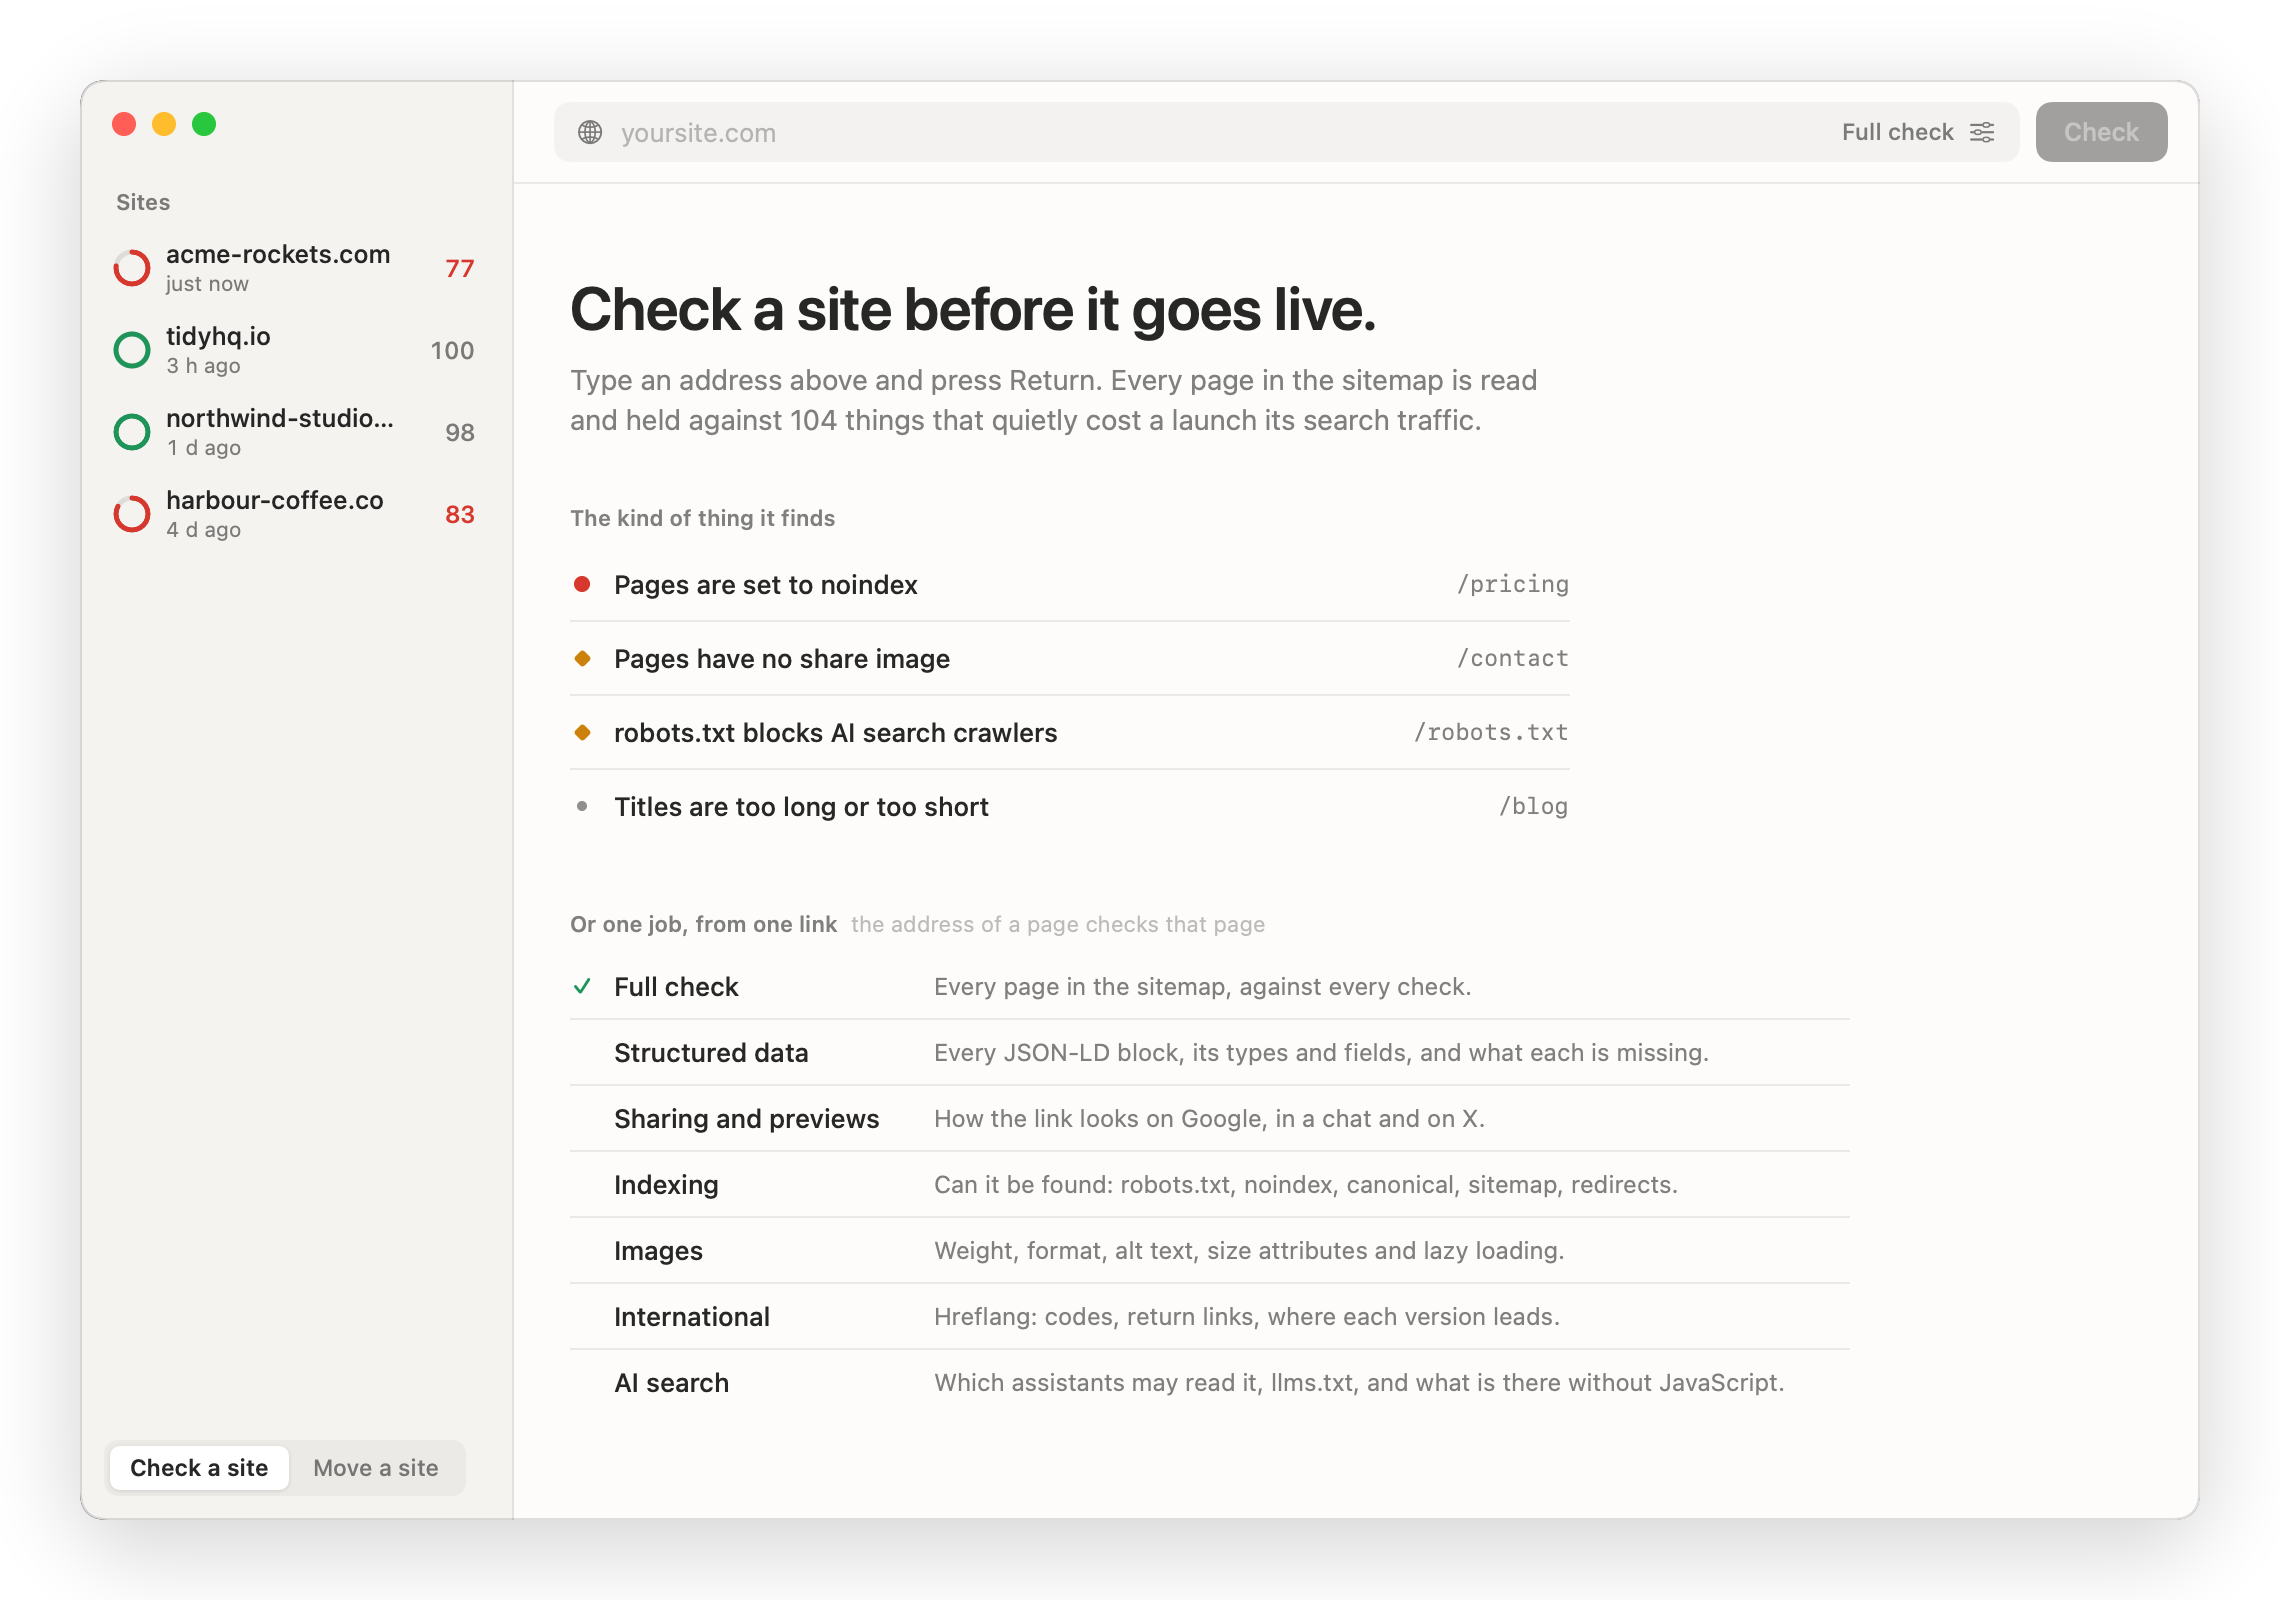 yoursite.com
Full check
Check
Sites
acme-rockets.com
just now
77
tidyhq.io
3 h ago
100
northwind-studio...
1 d ago
98
harbour-coffee.co
4 d ago
83
Check a site before it goes live.
Type an address above and press Return. Every page in the sitemap is read
and held against 104 things that quietly cost a launch its search traffic.
The kind of thing it finds
Pages are set to noindex /pricing
Pages have no share image /contact
robots.txt blocks AI search crawlers /robots.txt
Titles are too long or too short /blog
Or one job, from one link the address of a page checks that page
Full check Every page in the sitemap, against every check.
Structured data Every JSON-LD block, its types and fields, and what each is missing.
Sharing and previews How the link looks on Google, in a chat and on X.
Indexing Can it be found: robots.txt, noindex, canonical, sitemap, redirects.
Images Weight, format, alt text, size attributes and lazy loading.
International Hreflang: codes, return links, where each version leads.
AI search Which assistants may read it, llms.txt, and what is there without JavaScript.
Check a site
Move a site